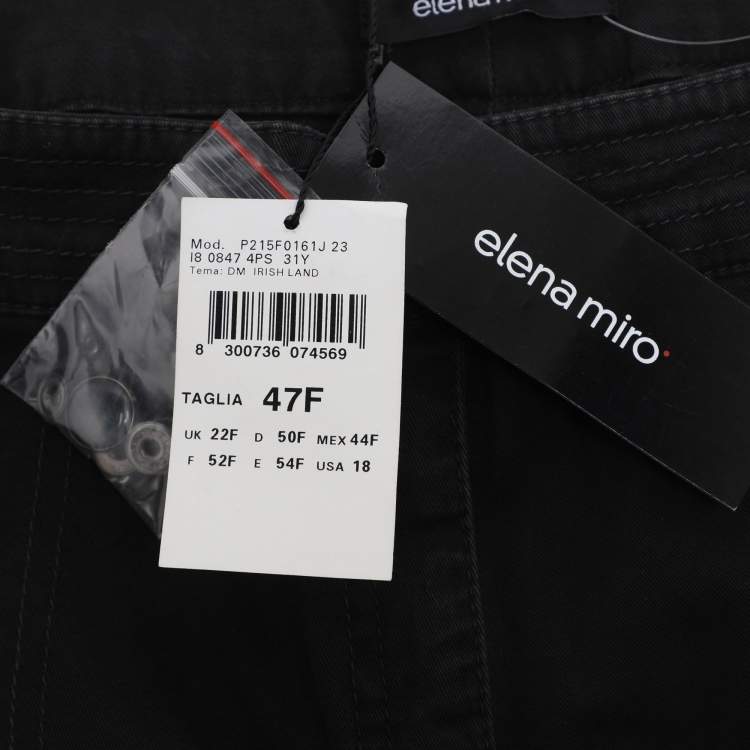 elena miro
Mod. P215F0161J 23
I8 0847 4PS 31Y
Tema: DM IRISH LAND
8 300736 074569
TAGLIA 47F
UK 22F D 50F MEX 44F
F 52F E 54F USA 18
elena miro